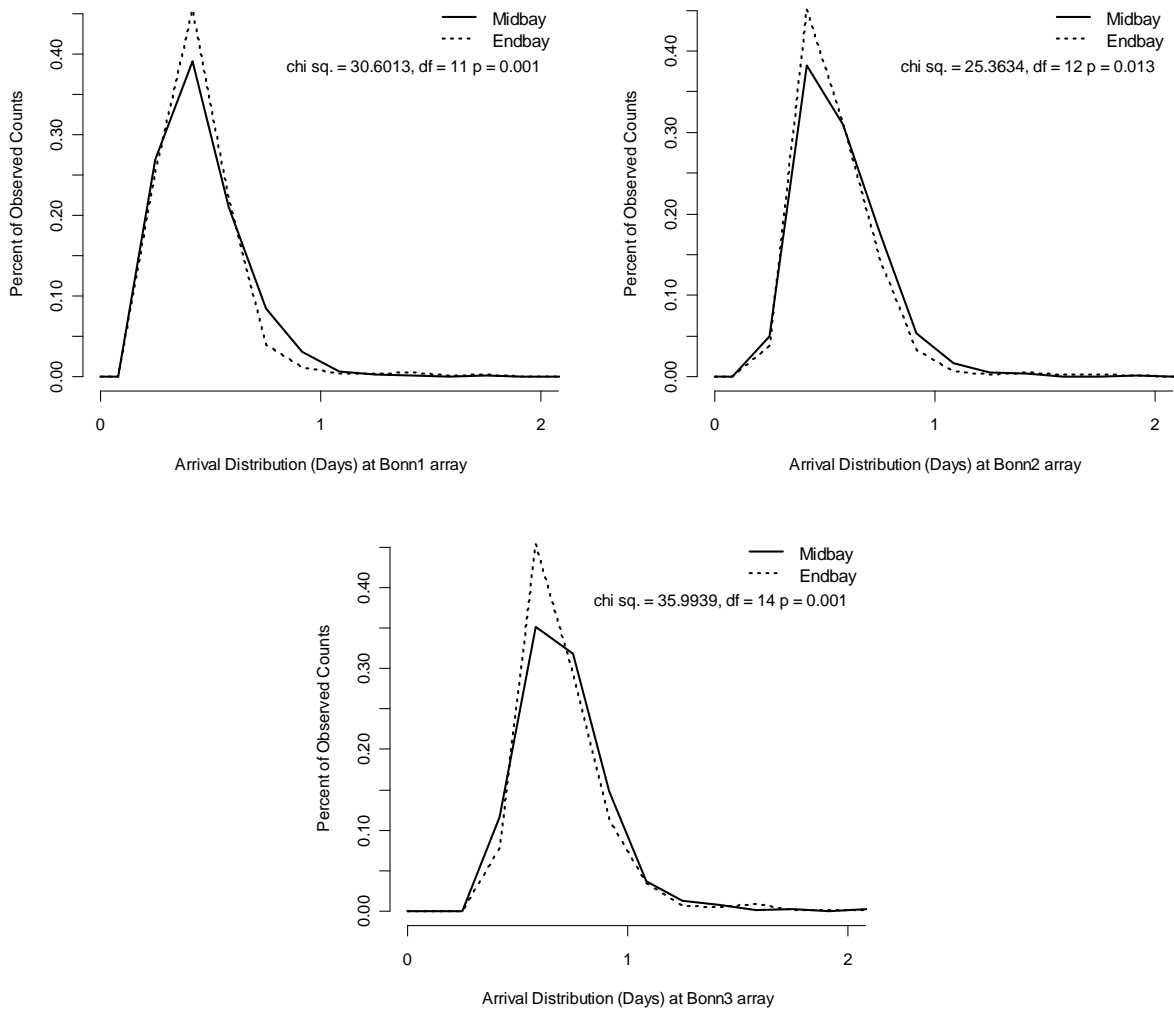 Midbay
Endbay
chi sq. = 30.6013, df = 11 p = 0.001
Percent of Observed Counts
0.00
0.10
0.20
0.30
0.40
0
1
2
Arrival Distribution (Days) at Bonn1 array
Midbay
Endbay
chi sq. = 25.3634, df = 12 p = 0.013
Percent of Observed Counts
0.00
0.10
0.20
0.30
0.40
0
1
2
Arrival Distribution (Days) at Bonn2 array
Midbay
Endbay
chi sq. = 35.9939, df = 14 p = 0.001
Percent of Observed Counts
0.00
0.10
0.20
0.30
0.40
0
1
2
Arrival Distribution (Days) at Bonn3 array